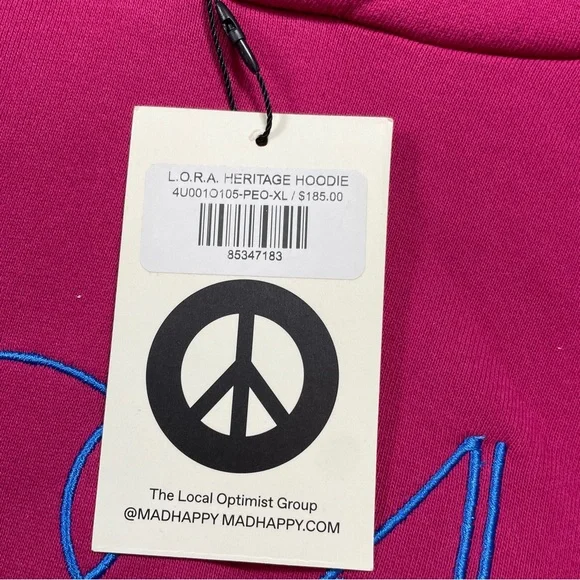 L.O.R.A. HERITAGE HOODIE
4U001O105-PEO-XL / $185.00
85347183
The Local Optimist Group
@MADHAPPY MADHAPPY.COM